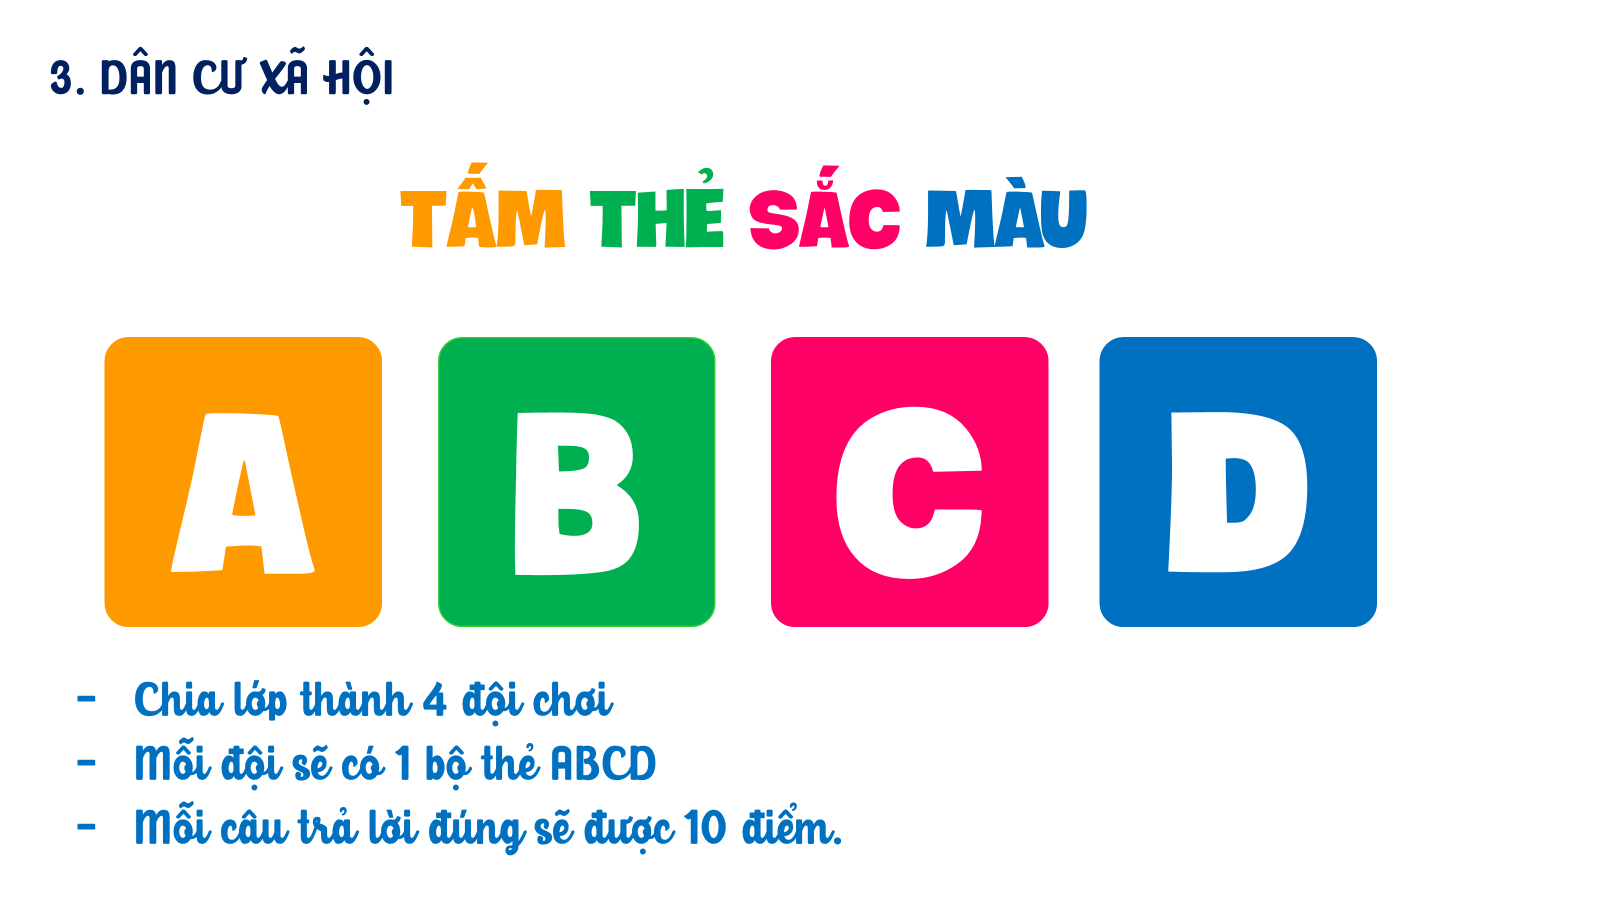 3. DÂN CƯ XÃ HỘI
TẤM THẺ SẮC MÀU
A B C D
- Chia lớp thành 4 đội chơi
- Mỗi đội sẽ có 1 bộ thẻ ABCD
- Mỗi câu trả lời đúng sẽ được 10 điểm.